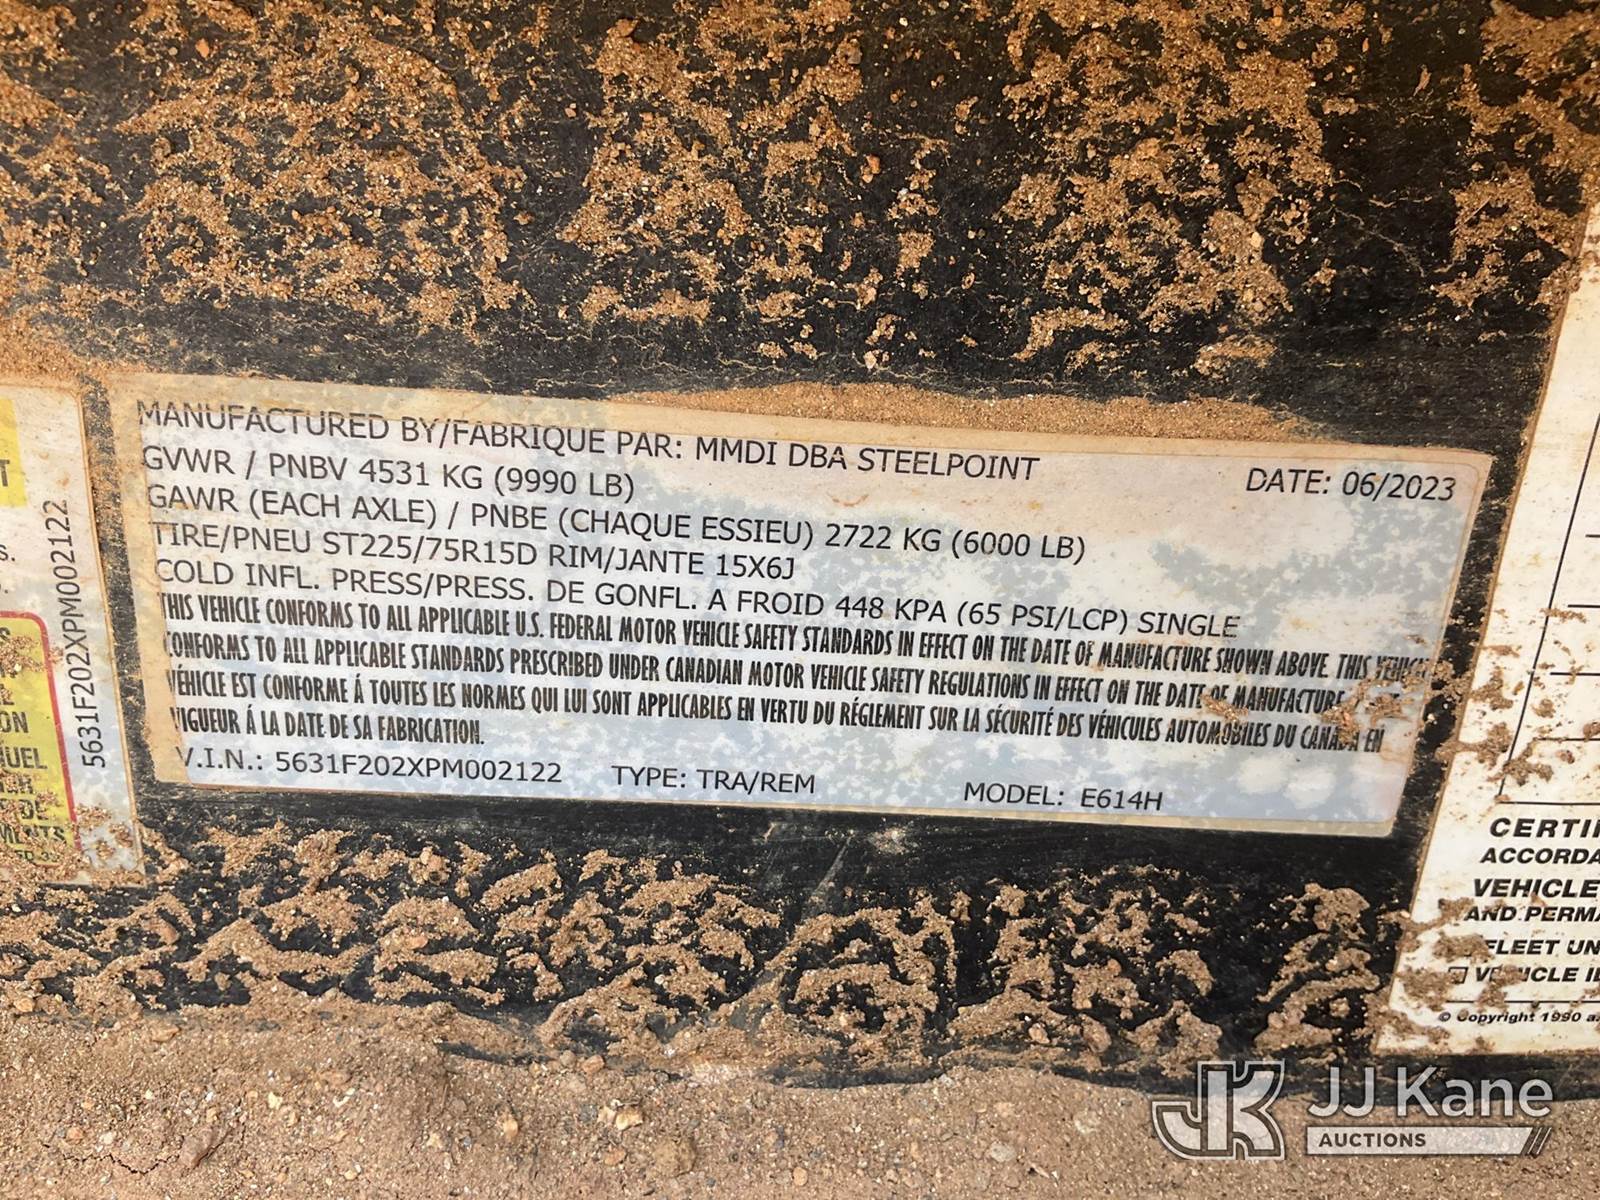 MANUFACTURED BY/FABRIQUE PAR: MMDI DBA STEELPOINT DATE: 06/2023
GVWR / PNBV 4531 KG (9990 LB)
GAWR (EACH AXLE) / PNBE (CHAQUE ESSIEU) 2722 KG (6000 LB)
TIRE/PNEU ST225/75R15D RIM/JANTE 15X6J
COLD INFL. PRESS/PRESS. DE GONFL. A FROID 448 KPA (65 PSI/LCP) SINGLE
THIS VEHICLE CONFORMS TO ALL APPLICABLE U.S. FEDERAL MOTOR VEHICLE SAFETY STANDARDS IN EFFECT ON THE DATE OF MANUFACTURE SHOWN ABOVE. THIS VEHICLE
CONFORMS TO ALL APPLICABLE STANDARDS PRESCRIBED UNDER CANADIAN MOTOR VEHICLE SAFETY REGULATIONS IN EFFECT ON THE DATE OF MANUFACTURE.
VÉHICLE EST CONFORME Á TOUTES LES NORMES QUI LUI SONT APPLICABLES EN VERTU DU RÉGLEMENT SUR LA SÉCURITÉ DES VÉHICULES AUTOMOBILES DU CANADA EN
VIGUEUR Á LA DATE DE SA FABRICATION.
V.I.N.: 5631F202XPM002122 TYPE: TRA/REM MODEL: E614H
5631F202XPM002122
CERTI
ACCORDA
VEHICLE
AND PERMA
FLEET UN
VEHICLE I
© Copyright 1990
JK JJ Kane
AUCTIONS